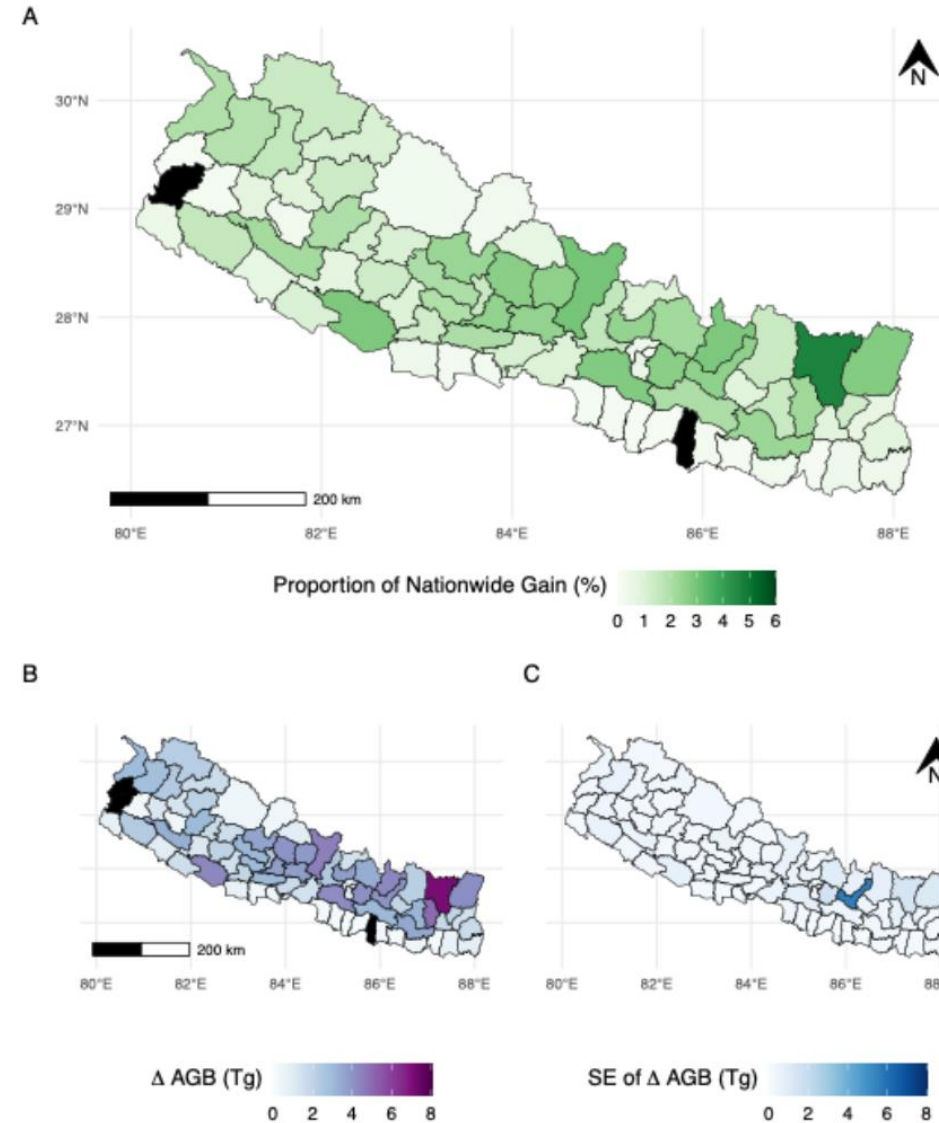 A
N
30°N
29°N
28°N
27°N
200 km
80°E 82°E 84°E 86°E 88°E
Proportion of Nationwide Gain (%)
0 1 2 3 4 5 6
B C
N
200 km
80°E 82°E 84°E 86°E 88°E 80°E 82°E 84°E 86°E 88
Δ AGB (Tg) SE of Δ AGB (Tg)
0 2 4 6 8 0 2 4 6 8